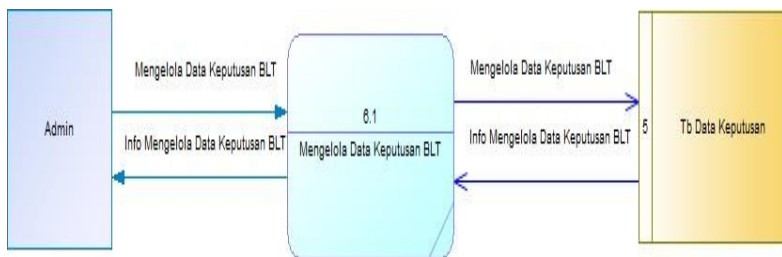 Mengelola Data Keputusan BLT
Mengelola Data Keputusan BLT
6.1
Admin
5
Tb Data Keputusan
Info Mengelola Data Keputusan BLT
Mengelola Data Keputusan BLT
Info Mengelola Data Keputusan BLT